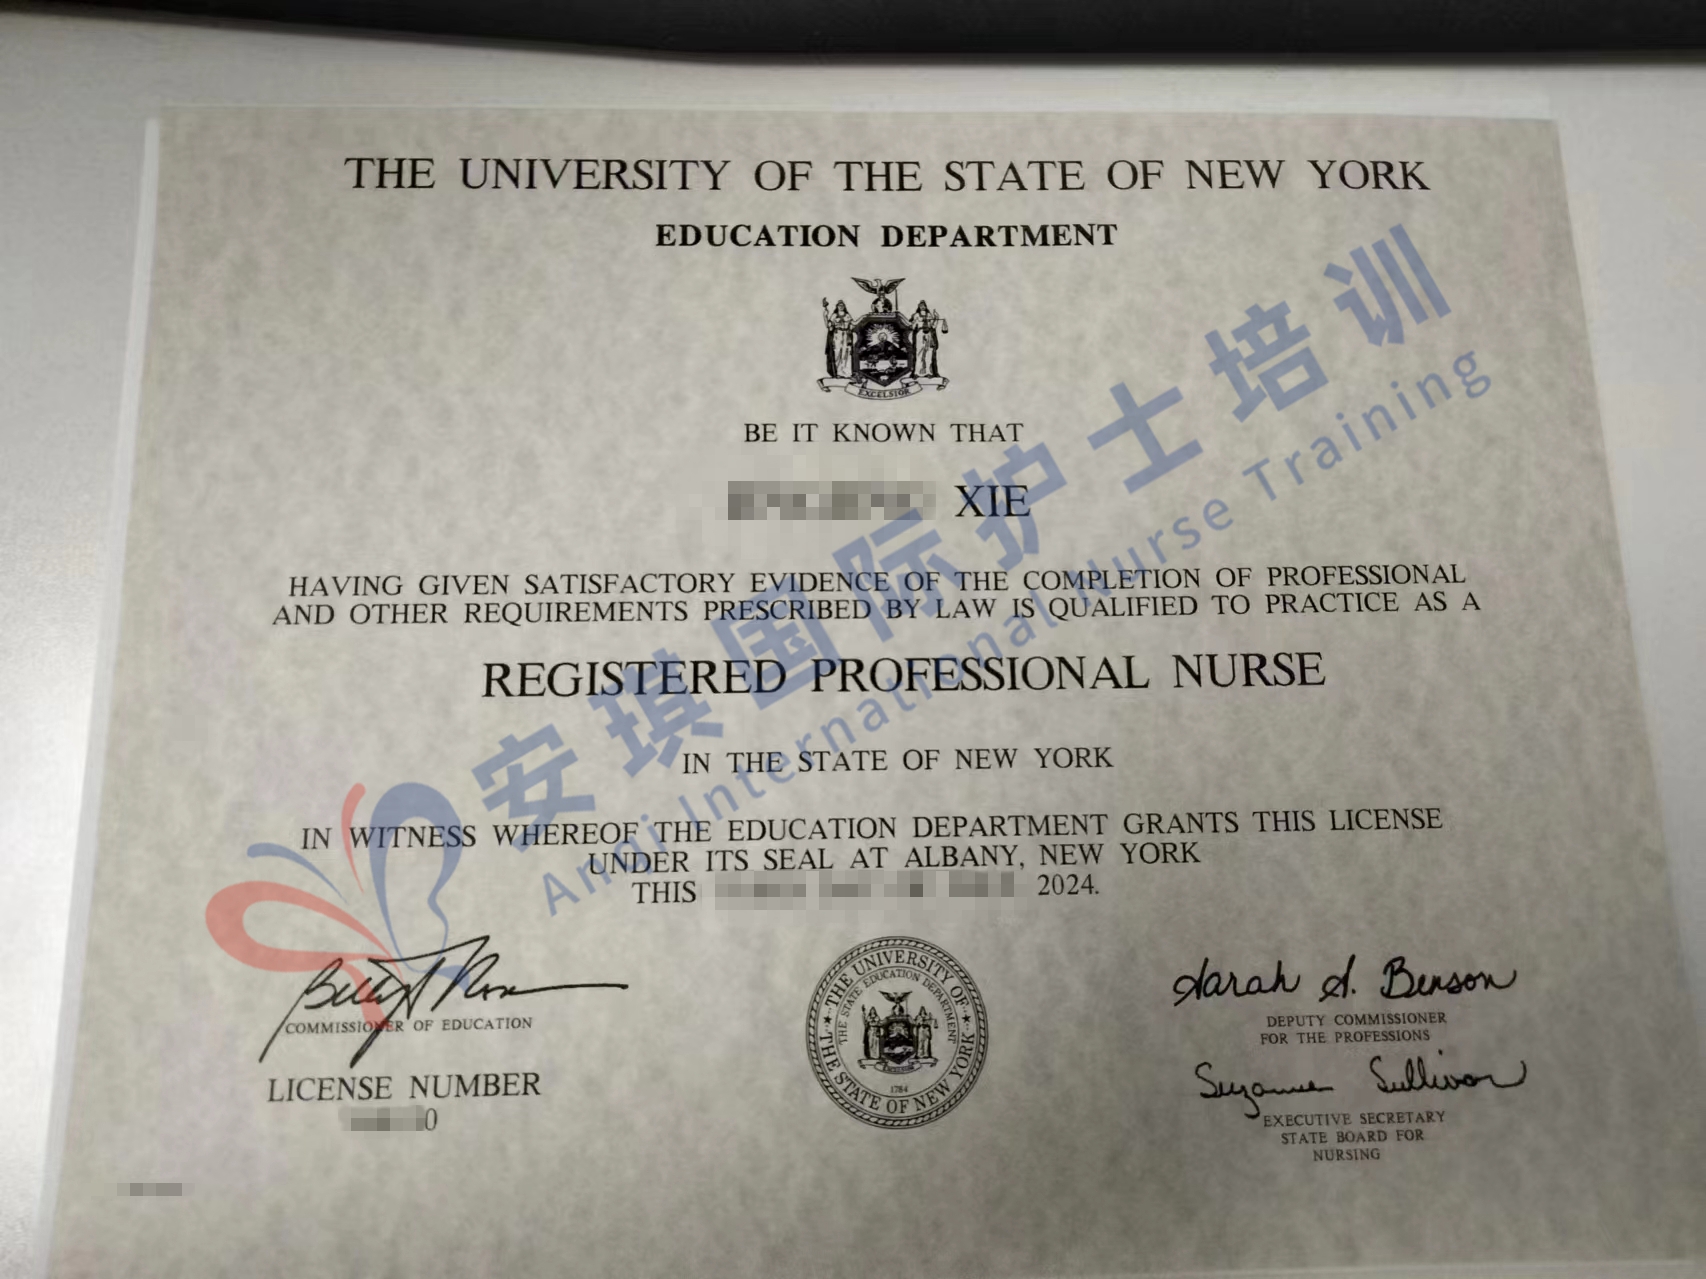 THE UNIVERSITY OF THE STATE OF NEW YORK
EDUCATION DEPARTMENT
EXCELSIOR
BE IT KNOWN THAT
XIE
HAVING GIVEN SATISFACTORY EVIDENCE OF THE COMPLETION OF PROFESSIONAL
AND OTHER REQUIREMENTS PRESCRIBED BY LAW IS QUALIFIED TO PRACTICE AS A
REGISTERED PROFESSIONAL NURSE
IN THE STATE OF NEW YORK
IN WITNESS WHEREOF THE EDUCATION DEPARTMENT GRANTS THIS LICENSE
UNDER ITS SEAL AT ALBANY, NEW YORK
THIS 2024.
安琪国际护士培训
Anqi International Nurse Training
COMMISSIONER OF EDUCATION
LICENSE NUMBER
0
THE UNIVERSITY OF THE STATE OF NEW YORK
THE STATE EDUCATION DEPARTMENT
1784
Sarah S. Benson
DEPUTY COMMISSIONER
FOR THE PROFESSIONS
Suzanne Sullivan
EXECUTIVE SECRETARY
STATE BOARD FOR
NURSING